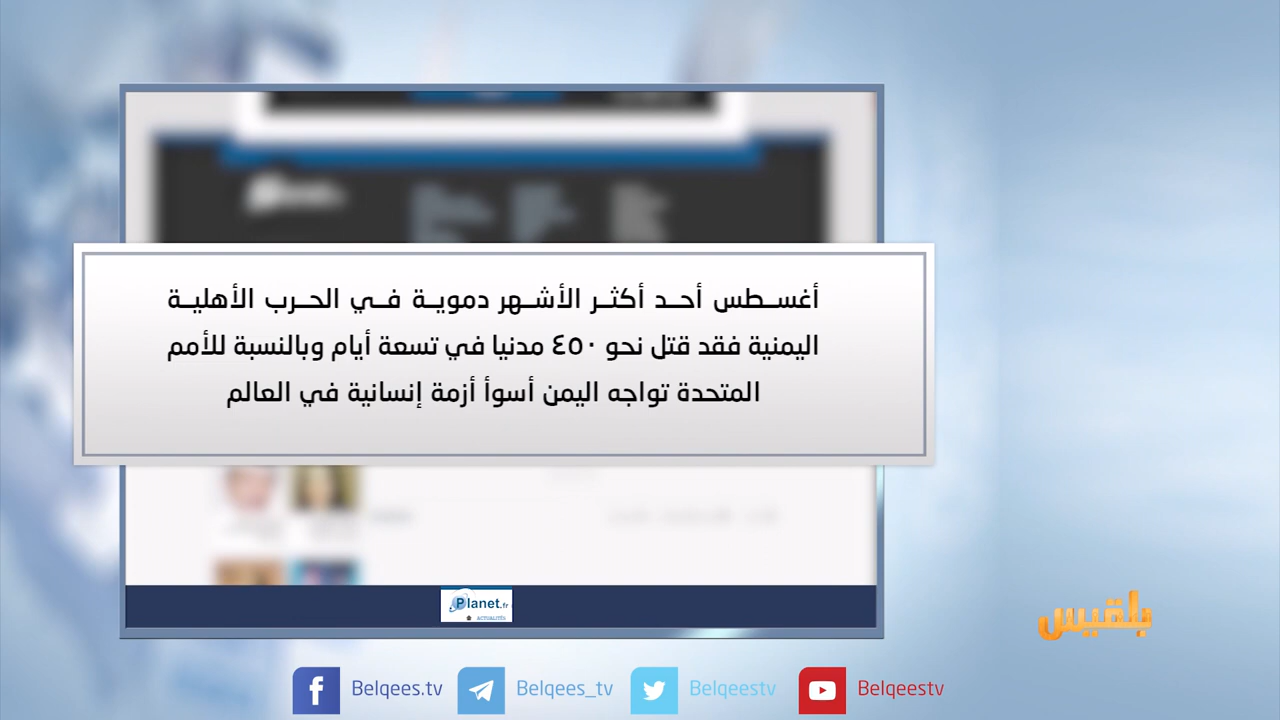 أغسطس أحد أكثر الأشهر دموية في الحرب الأهلية
اليمنية فقد قتل نحو ٤٥٠ مدنيا في تسعة أيام وبالنسبة للأمم
المتحدة تواجه اليمن أسوأ أزمة إنسانية في العالم
Planet.fr
ACTUALITÉS
بلقيس
Belqees.tv
Belqees_tv
Belqeestv
Belqeestv